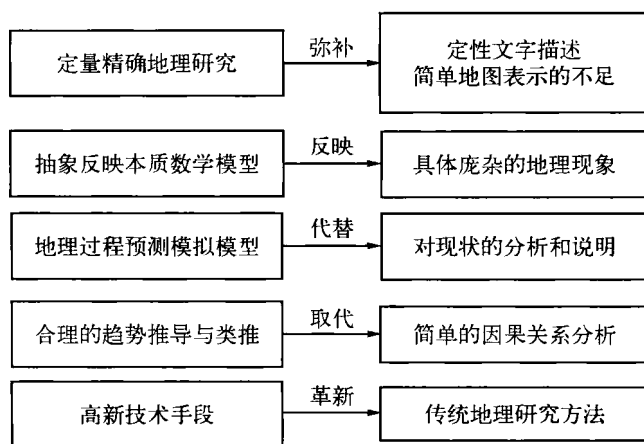 定量精确地理研究
弥补
定性文字描述
简单地图表示的不足
抽象反映本质数学模型
反映
具体庞杂的地理现象
地理过程预测模拟模型
代替
对现状的分析和说明
合理的趋势推导与类推
取代
简单的因果关系分析
高新技术手段
革新
传统地理研究方法